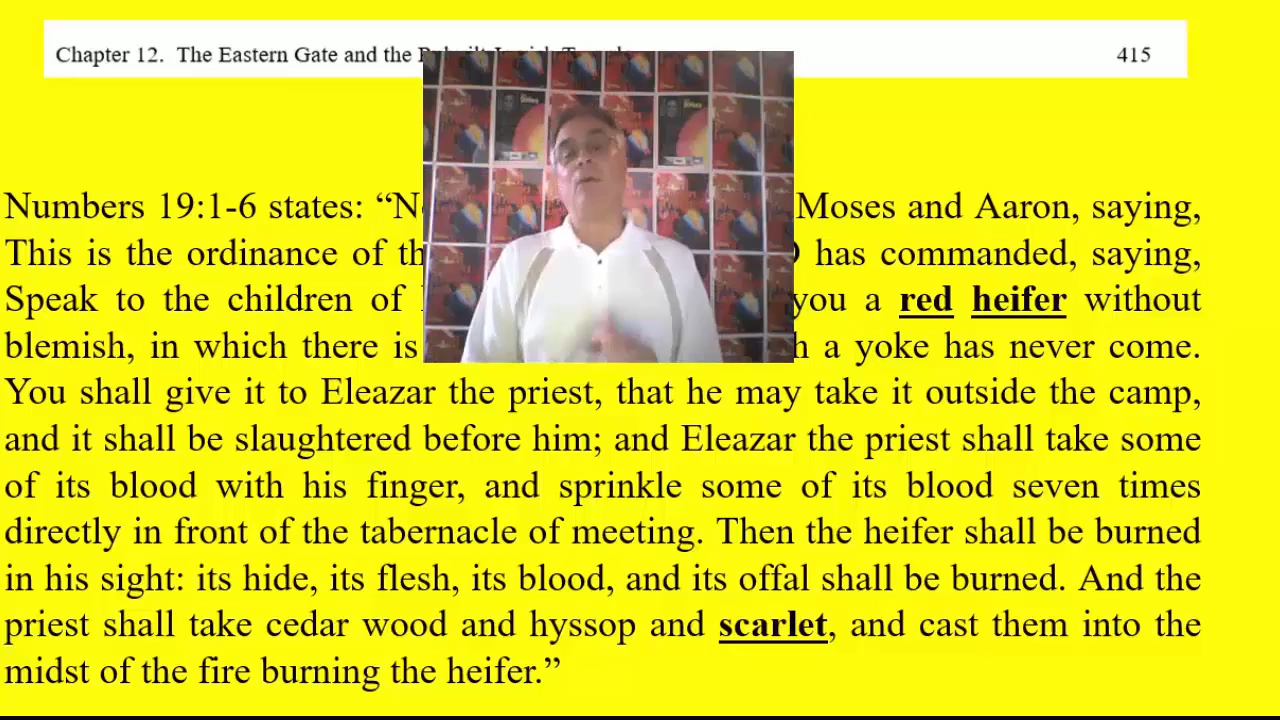 Chapter 12. The Eastern Gate and the
415
Numbers 19:1-6 states: “N Moses and Aaron, saying,
This is the ordinance of th has commanded, saying,
Speak to the children of you a red heifer without
blemish, in which there is h a yoke has never come.
You shall give it to Eleazar the priest, that he may take it outside the camp,
and it shall be slaughtered before him; and Eleazar the priest shall take some
of its blood with his finger, and sprinkle some of its blood seven times
directly in front of the tabernacle of meeting. Then the heifer shall be burned
in his sight: its hide, its flesh, its blood, and its offal shall be burned. And the
priest shall take cedar wood and hyssop and scarlet, and cast them into the
midst of the fire burning the heifer.”